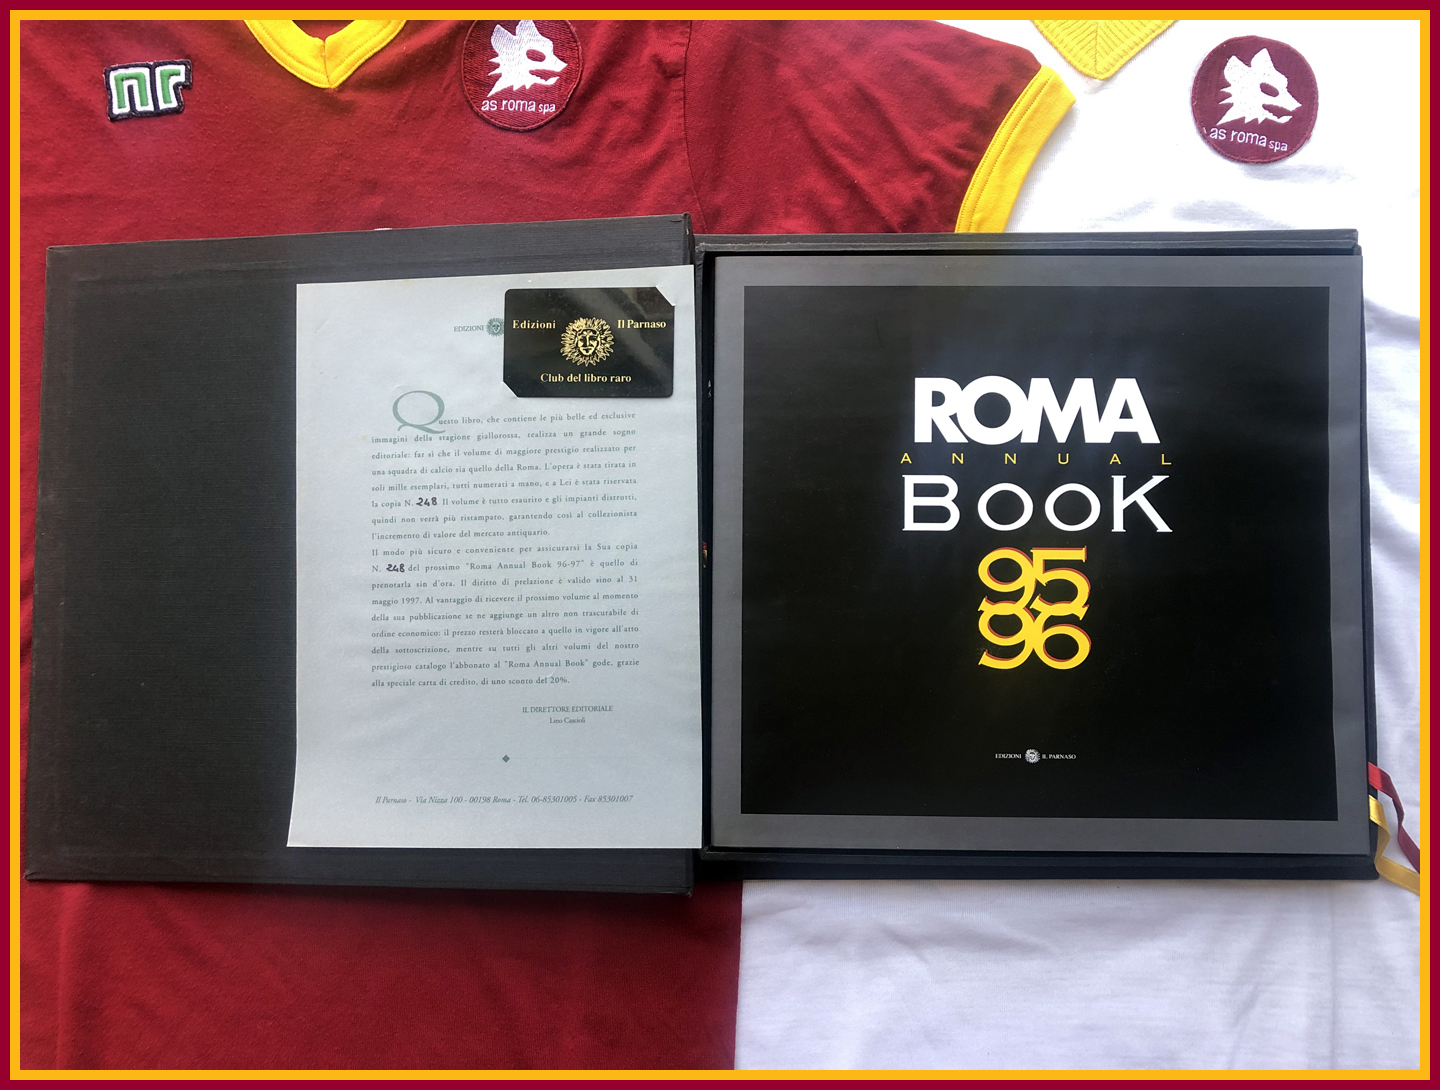 nr
as roma spa
as roma spa
EDIZIONI
Edizioni Il Parnaso
Club del libro raro
Questo libro, che contiene le più belle ed esclusive
immagini della stagione giallorossa, realizza un grande sogno
editoriale: far sì che il volume di maggiore prestigio realizzato per
una squadra di calcio sia quello della Roma. L'opera è stata tirata in
soli mille esemplari, tutti numerati a mano, e a Lei è stata riservata
la copia N. 248 Il volume è tutto esaurito e gli impianti distrutti,
quindi non verrà più ristampato, garantendo così al collezionista
l'incremento di valore del mercato antiquario.
Il modo più sicuro e conveniente per assicurarsi la Sua copia
N. 248 del prossimo "Roma Annual Book 96-97" è quello di
prenotarla sin d'ora. Il diritto di prelazione è valido sino al 31
maggio 1997. Al vantaggio di ricevere il prossimo volume al momento
della sua pubblicazione se ne aggiunge un altro non trascurabile di
ordine economico: il prezzo resterà bloccato a quello in vigore all'atto
della sottoscrizione, mentre su tutti gli altri volumi del nostro
prestigioso catalogo l'abbonato al "Roma Annual Book" gode, grazie
alla speciale carta di credito, di uno sconto del 20%.
IL DIRETTORE EDITORIALE
Lino Cascioli
Il Parnaso - Via Nizza 100 - 00198 Roma - Tel. 06-85301005 - Fax 85301007
ROMA
ANNUAL
BOOK
95
96
EDIZIONI IL PARNASO